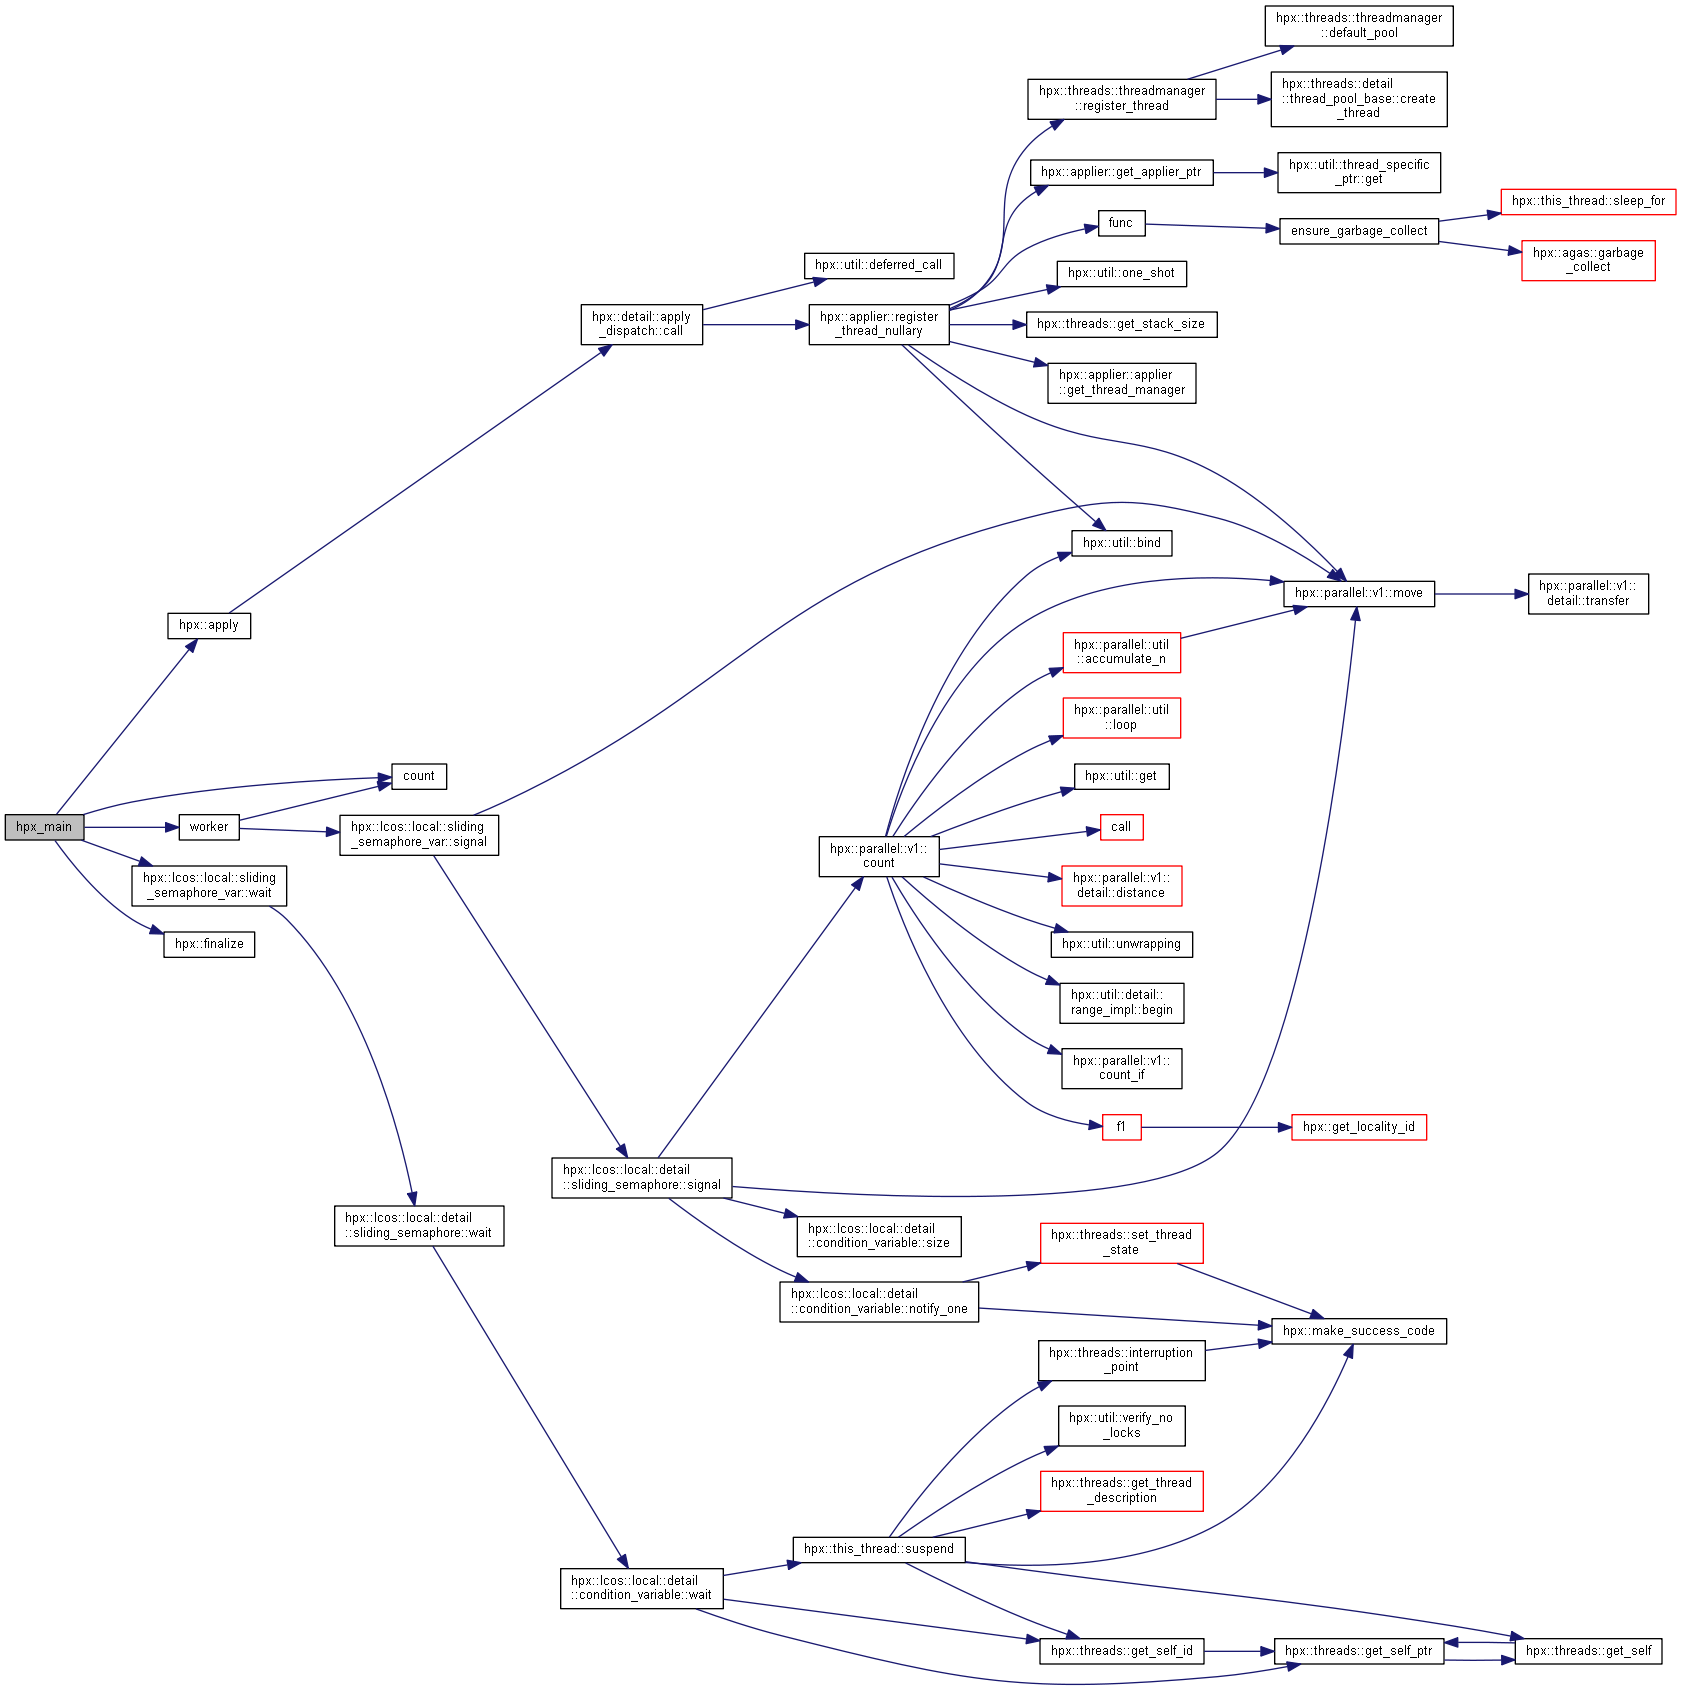 hpx::threads::threadmanager
::default_pool
hpx::threads::threadmanager
::register_thread
hpx::threads::detail
::thread_pool_base::create
_thread
hpx::applier::get_applier_ptr
hpx::util::thread_specific
_ptr::get
hpx::this_thread::sleep_for
func
ensure_garbage_collect
hpx::agas::garbage
_collect
hpx::util::deferred_call
hpx::util::one_shot
hpx::detail::apply
_dispatch::call
hpx::applier::register
_thread_nullary
hpx::threads::get_stack_size
hpx::applier::applier
::get_thread_manager
hpx::util::bind
hpx::parallel::v1::move
hpx::parallel::v1::
detail::transfer
hpx::apply
hpx::parallel::util
::accumulate_n
hpx::parallel::util
::loop
count
hpx::util::get
hpx_main
worker
hpx::lcos::local::sliding
_semaphore_var::signal
call
hpx::parallel::v1::
count
hpx::lcos::local::sliding
_semaphore_var::wait
hpx::parallel::v1::
detail::distance
hpx::finalize
hpx::util::unwrapping
hpx::util::detail::
range_impl::begin
hpx::parallel::v1::
count_if
f1
hpx::get_locality_id
hpx::lcos::local::detail
::sliding_semaphore::signal
hpx::lcos::local::detail
::sliding_semaphore::wait
hpx::lcos::local::detail
::condition_variable::size
hpx::threads::set_thread
_state
hpx::lcos::local::detail
::condition_variable::notify_one
hpx::make_success_code
hpx::threads::interruption
_point
hpx::util::verify_no
_locks
hpx::threads::get_thread
_description
hpx::this_thread::suspend
hpx::lcos::local::detail
::condition_variable::wait
hpx::threads::get_self_id
hpx::threads::get_self_ptr
hpx::threads::get_self